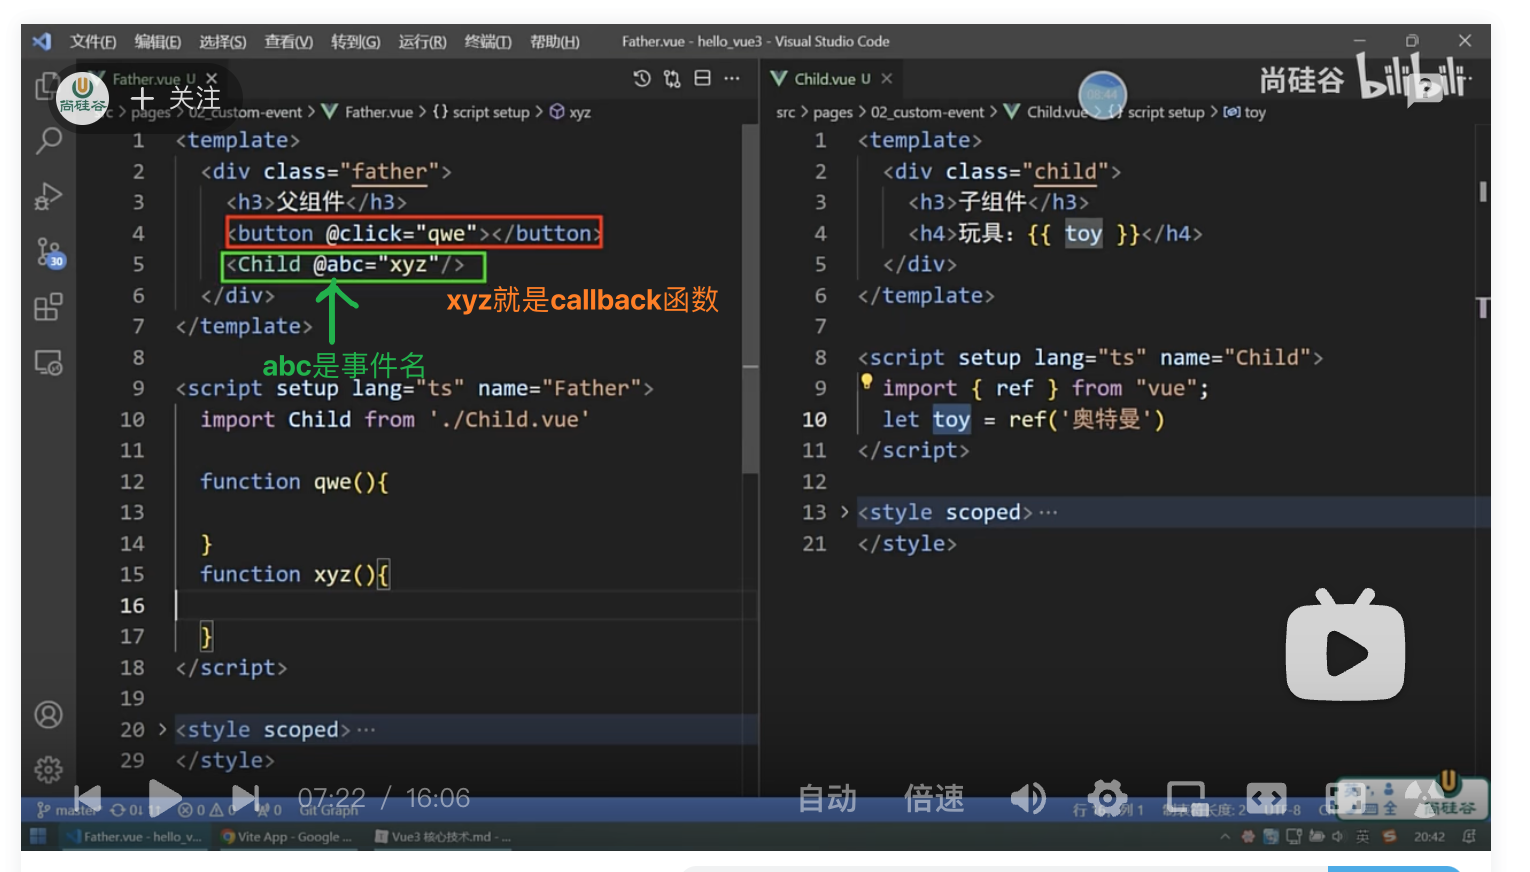 文件(F) 编辑(E) 选择(S) 查看(V) 转到(G) 运行(R) 终端(T) 帮助(H) Father.vue - hello_vue3 - Visual Studio Code
Father.vue U
尚硅谷
+ 关注
src > pages > 02_custom-event > Father.vue > {} script setup > xyz
1 <template>
2 <div class="father">
3 <h3>父组件</h3>
4 <button @click="qwe"></button>
5 <Child @abc="xyz"/>
6 </div>
xyz就是callback函数
7 </template>
8
abc是事件名
9 <script setup lang="ts" name="Father">
10 import Child from './Child.vue'
11
12 function qwe(){
13
14 }
15 function xyz(){
16
17 }
18 </script>
19
20 > <style scoped>···
29 </style>
Child.vue U
08:44
尚硅谷 bilibili
src > pages > 02_custom-event > Child.vue > {} script setup > toy
1 <template>
2 <div class="child">
3 <h3>子组件</h3>
4 <h4>玩具：{{ toy }}</h4>
5 </div>
6 </template>
7
8 <script setup lang="ts" name="Child">
9 import { ref } from "vue";
10 let toy = ref('奥特曼')
11 </script>
12
13 > <style scoped>···
21 </style>
30
07:22 / 16:06
自动 倍速
master 0 0 0 Git Graph
尚硅谷
Father.vue - hello_v... Vite App - Google ... Vue3 核心技术.md - ...
英 20:42